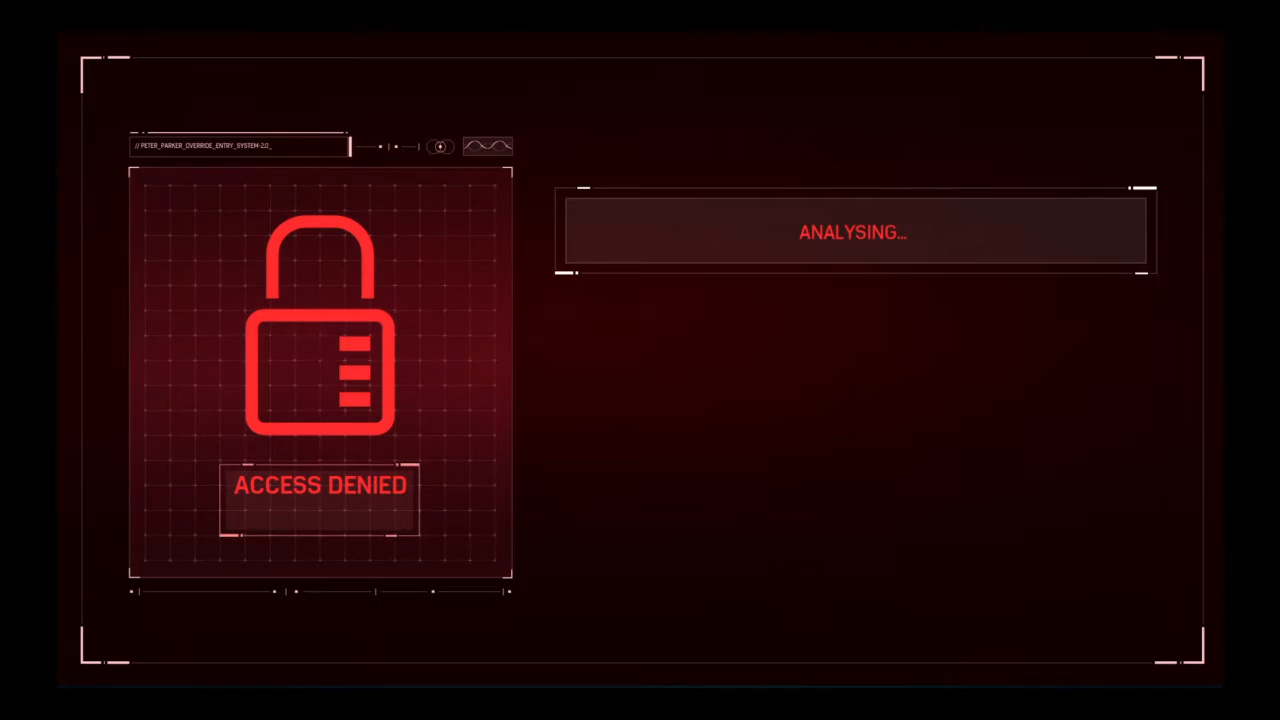 // PETER_PARKER_OVERRIDE_ENTRY_SYSTEM-2.0_
ANALYSING...
ACCESS DENIED